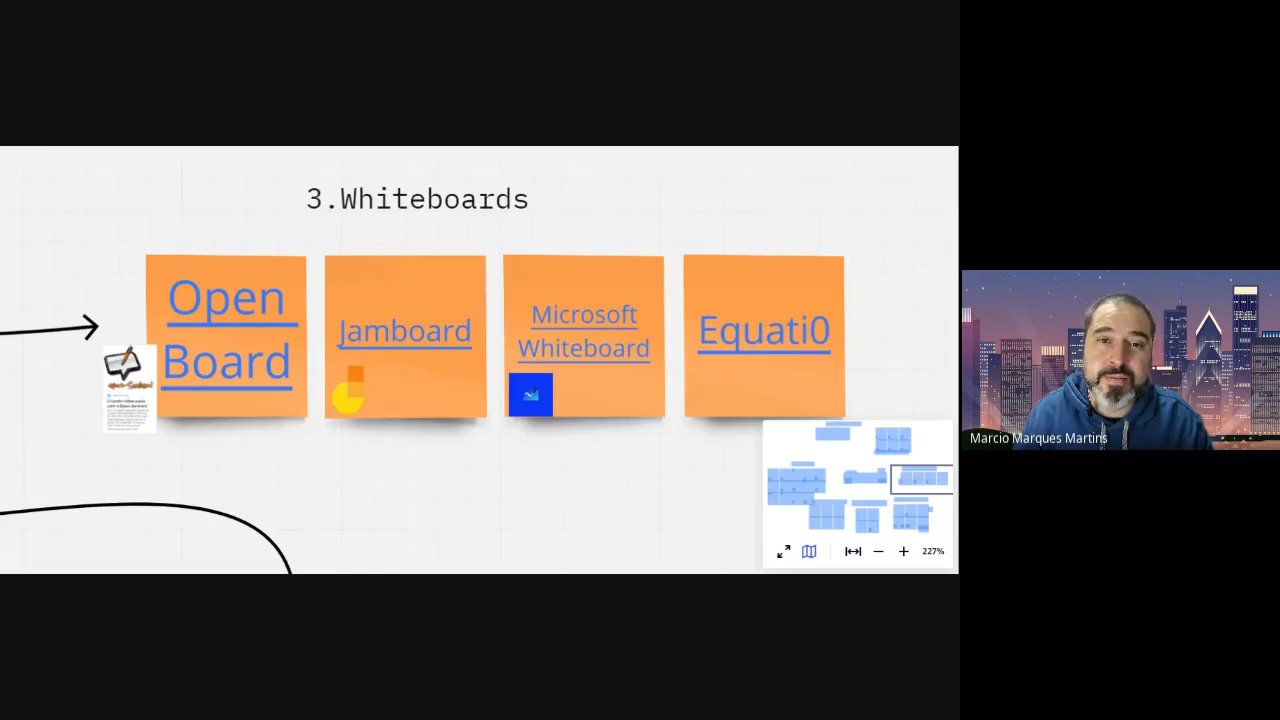 3.Whiteboards
Open
Board
Jamboard
Microsoft
Whiteboard
Equati0
Marcio Marques Martins
227%